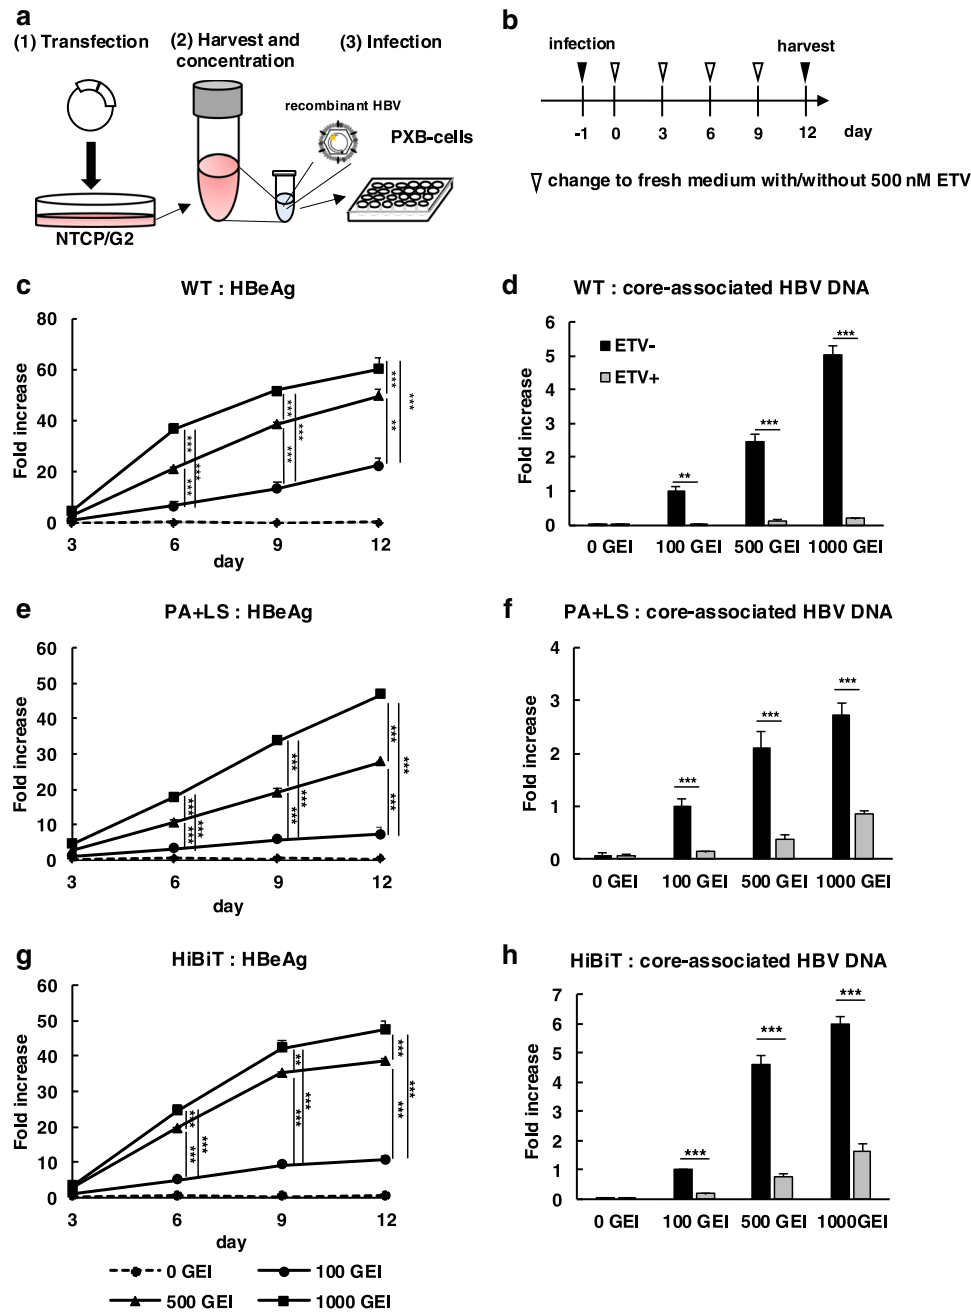 a
(1) Transfection
(2) Harvest and concentration
(3) Infection
recombinant HBV
PXB-cells
NTCP/G2
b
infection
harvest
-1 0 3 6 9 12 day
change to fresh medium with/without 500 nM ETV
c
WT : HBeAg
Fold increase
80
60
40
20
0
3 6 9 12
day
*** *** ***
*** *** ***
*** ** ***
d
WT : core-associated HBV DNA
Fold increase
6
5
4
3
2
1
0
ETV-
ETV+
** *** ***
0 GEI 100 GEI 500 GEI 1000 GEI
e
PA+LS : HBeAg
Fold increase
60
50
40
30
20
10
0
3 6 9 12
day
*** *** ***
*** *** ***
*** *** ***
f
PA+LS : core-associated HBV DNA
Fold increase
4
3
2
1
0
*** *** ***
0 GEI 100 GEI 500 GEI 1000 GEI
g
HiBiT : HBeAg
Fold increase
60
50
40
30
20
10
0
3 6 9 12
day
*** *** ***
** *** ***
*** *** ***
0 GEI 100 GEI
500 GEI 1000 GEI
h
HiBiT : core-associated HBV DNA
Fold increase
7
6
5
4
3
2
1
0
*** *** ***
0 GEI 100 GEI 500 GEI 1000GEI